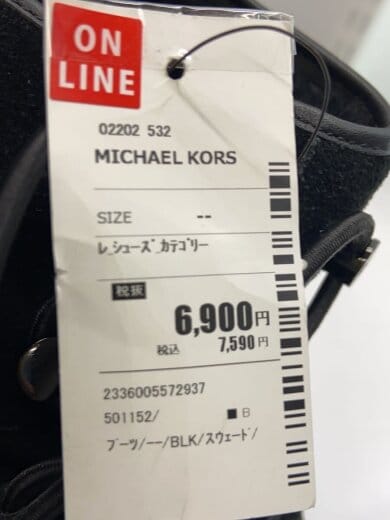 ON
LINE
02202 532
MICHAEL KORS
SIZE --
ﾚ_ｼｭｰｽﾞ_ｶﾃｺﾞﾘｰ
税抜
6,900円
税込 7,590円
2336005572937
501152/ ■ B
ﾌﾞｰﾂ/--/BLK/ｽｳｪｰﾄﾞ/